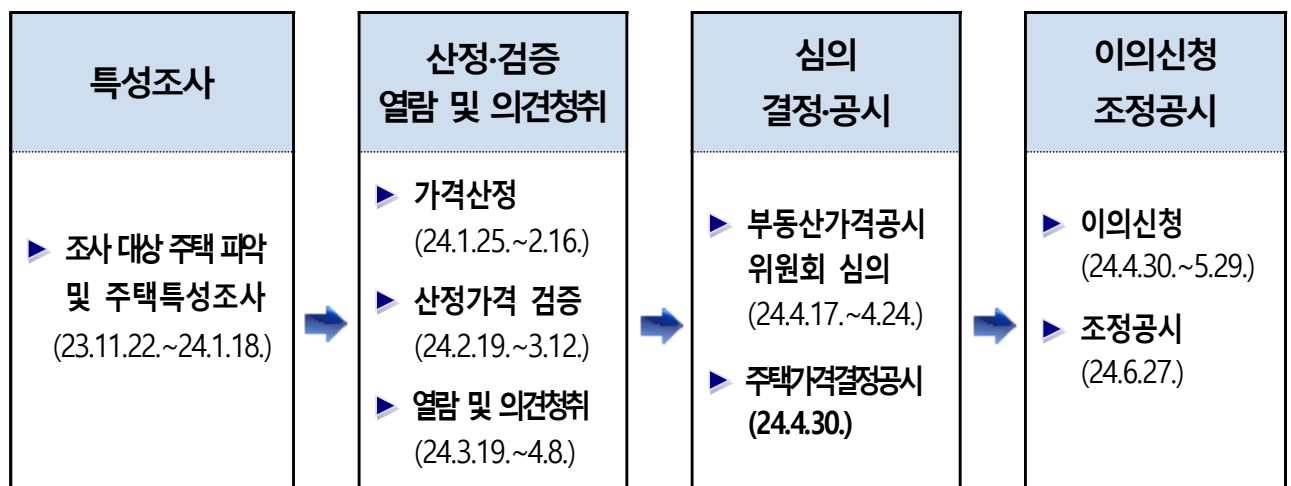 특성조사
▶ 조사 대상 주택 파악
및 주택특성조사
(23.11.22.~24.1.18.)
산정·검증
열람 및 의견청취
▶ 가격산정
(24.1.25.~2.16.)
▶ 산정가격 검증
(24.2.19.~3.12.)
▶ 열람 및 의견청취
(24.3.19.~4.8.)
심의
결정·공시
▶ 부동산가격공시
위원회 심의
(24.4.17.~4.24.)
▶ 주택가격결정공시
(24.4.30.)
이의신청
조정공시
▶ 이의신청
(24.4.30.~5.29.)
▶ 조정공시
(24.6.27.)